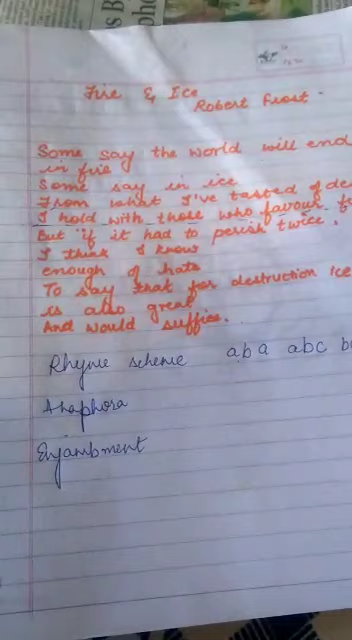 Fire & Ice
Robert Frost.
Some say the world will end
in fire
Some say in ice
From what I've tasted of de
I hold with those who favour f
But if it had to perish twice,
I think I know
enough of hate
To say that for destruction Ice
is also great
And would suffice.
Rhyme scheme aba abc b
Anaphora
Enjambment